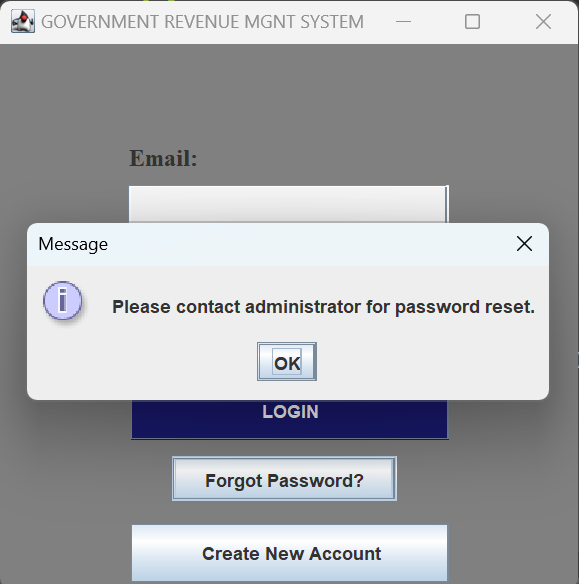 GOVERNMENT REVENUE MGNT SYSTEM
Email:
Message
Please contact administrator for password reset.
OK
LOGIN
Forgot Password?
Create New Account